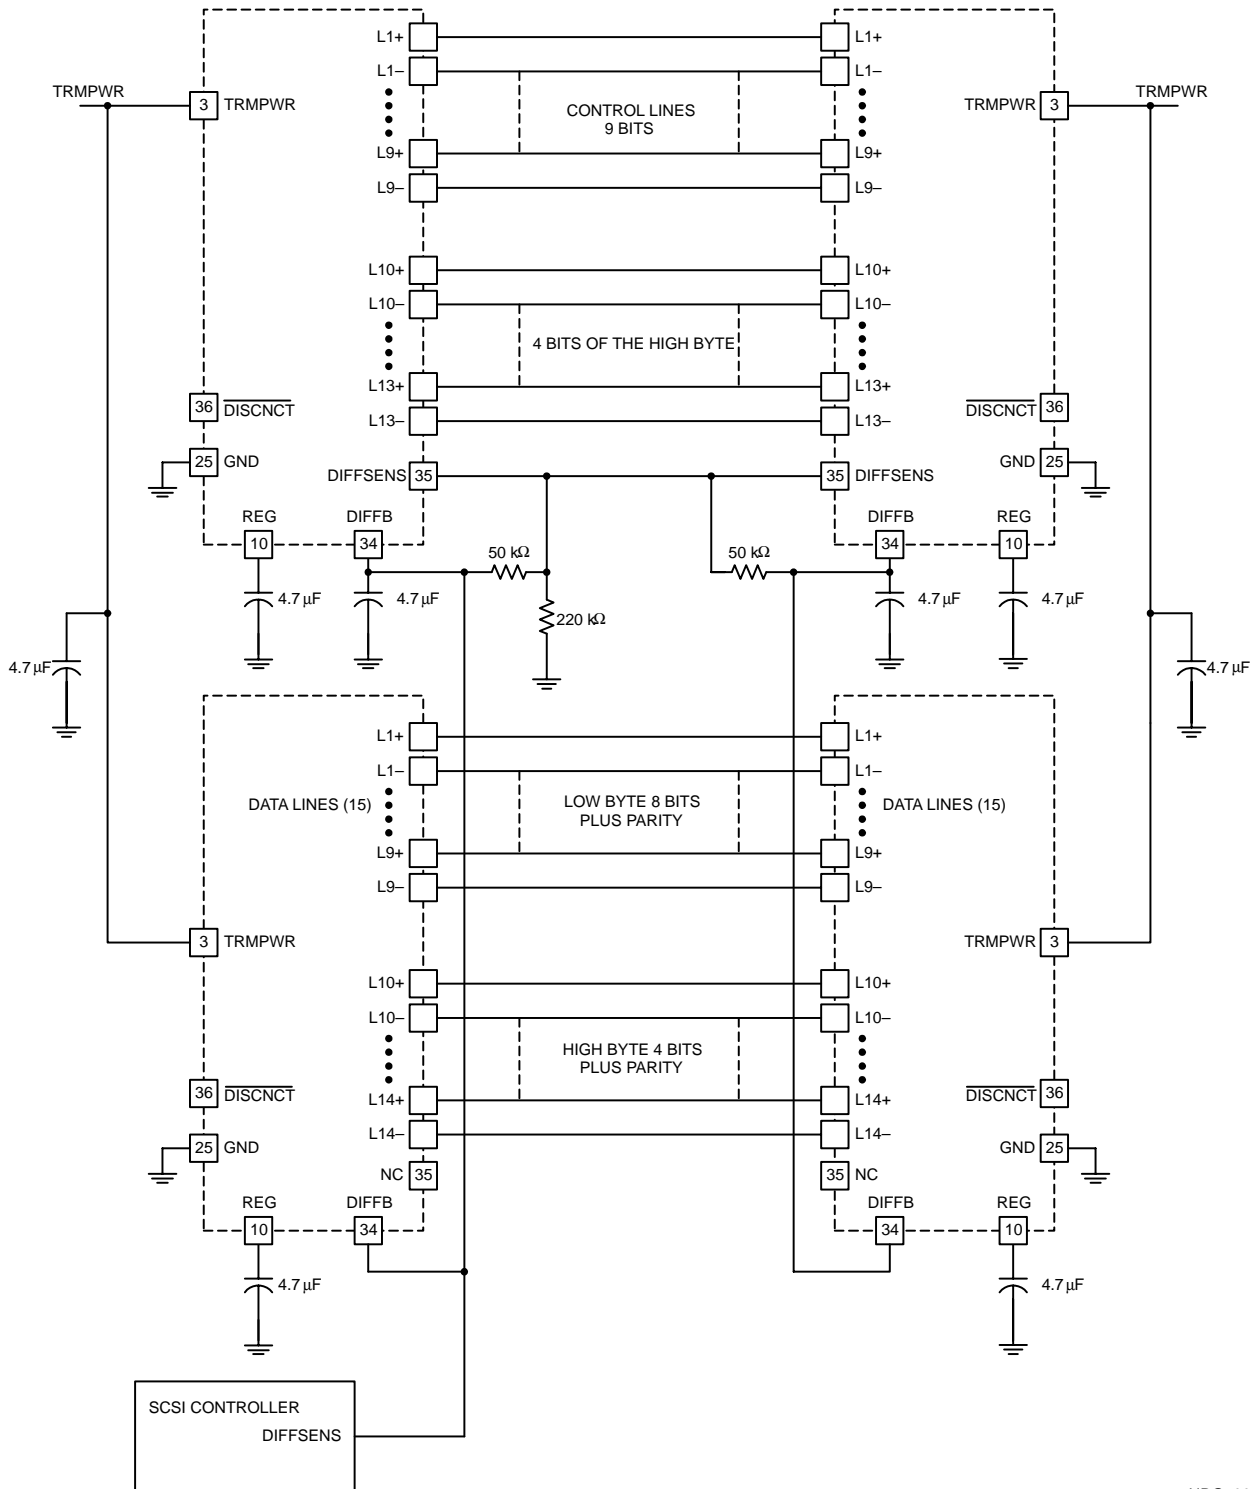 L1+ L1+
L1– L1–
TRMPWR TRMPWR
3 TRMPWR CONTROL LINES TRMPWR 3
9 BITS
L9+ L9+
L9– L9–
L10+ L10+
L10– L10–
4 BITS OF THE HIGH BYTE
L13+ L13+
36 DISCNCT DISCNCT 36
L13– L13–
25 GND GND 25
DIFFSENS 35 35 DIFFSENS
REG DIFFB DIFFB REG
10 34 34 10
50 kΩ 50 kΩ
4.7 µF 4.7 µF 4.7 µF 4.7 µF
220 kΩ
4.7 µF 4.7 µF
L1+ L1+
L1– L1–
DATA LINES (15) LOW BYTE 8 BITS DATA LINES (15)
PLUS PARITY
L9+ L9+
L9– L9–
3 TRMPWR TRMPWR 3
L10+ L10+
L10– L10–
HIGH BYTE 4 BITS
PLUS PARITY
36 DISCNCT DISCNCT 36
L14+ L14+
L14– L14–
25 GND GND 25
NC 35 35 NC
REG DIFFB DIFFB REG
10 34 34 10
4.7 µF 4.7 µF
SCSI CONTROLLER
DIFFSENS